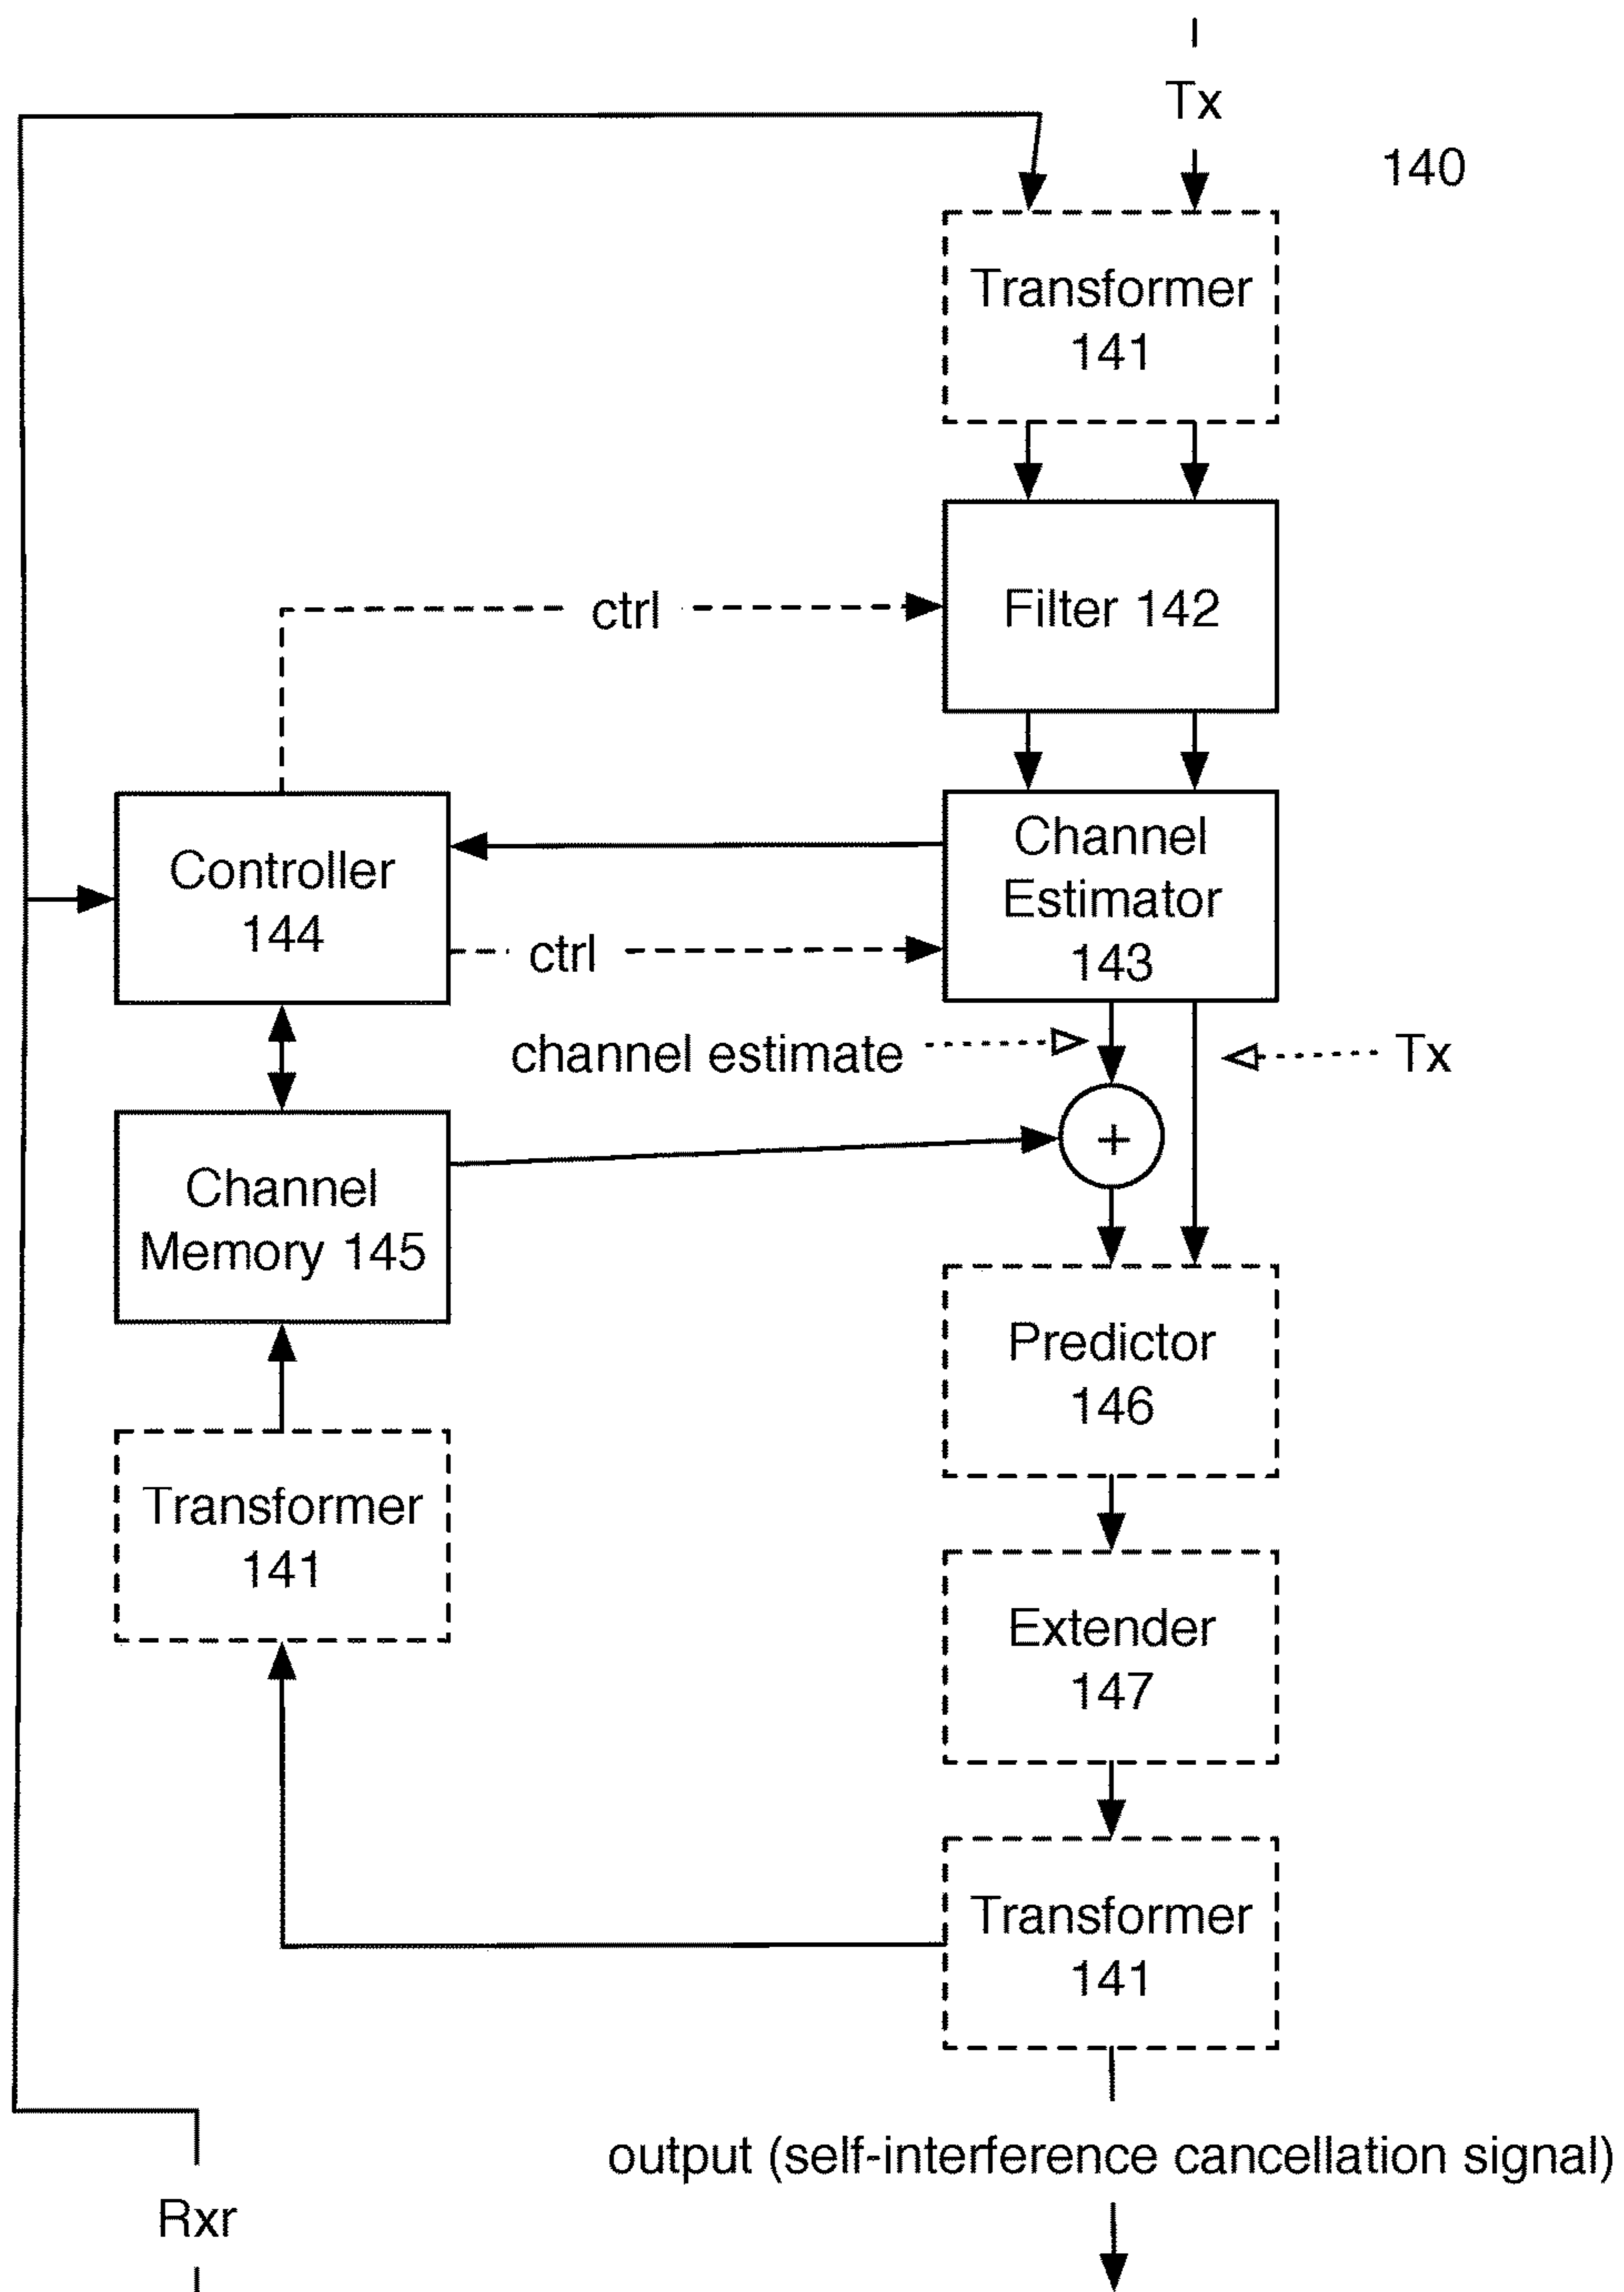 Tx
140
Transformer
141
ctrl
Filter 142
Controller
144
Channel
Estimator
143
ctrl
channel estimate
Tx
+
Channel
Memory 145
Predictor
146
Transformer
141
Extender
147
Transformer
141
output (self-interference cancellation signal)
Rxr